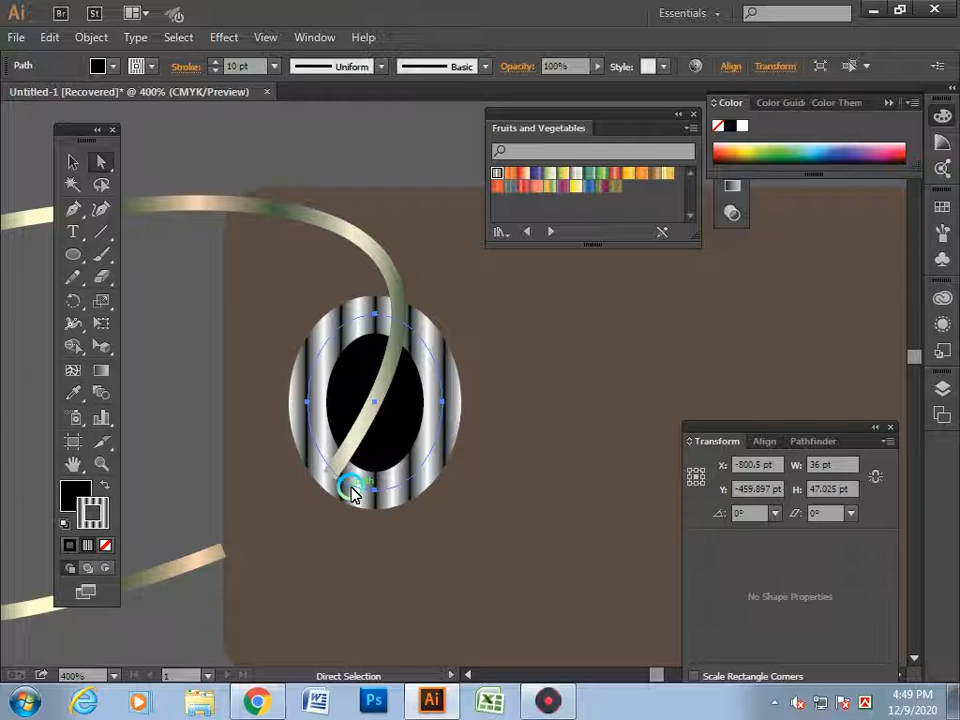 Ai Br St Essentials
File Edit Object Type Select Effect View Window Help
Path Stroke: 10 pt Uniform Basic Opacity: 100% Style: Align Transform
Untitled-1 [Recovered]* @ 400% (CMYK/Preview)
Color Color Guid Color Them
Fruits and Vegetables
Transform Align Pathfinder
X: -800.5 pt W: 36 pt
Y: -459.897 pt H: 47.025 pt
0° 0°
No Shape Properties
Scale Rectangle Corners
400% 1 Direct Selection
Ps Ai
4:49 PM
12/9/2020